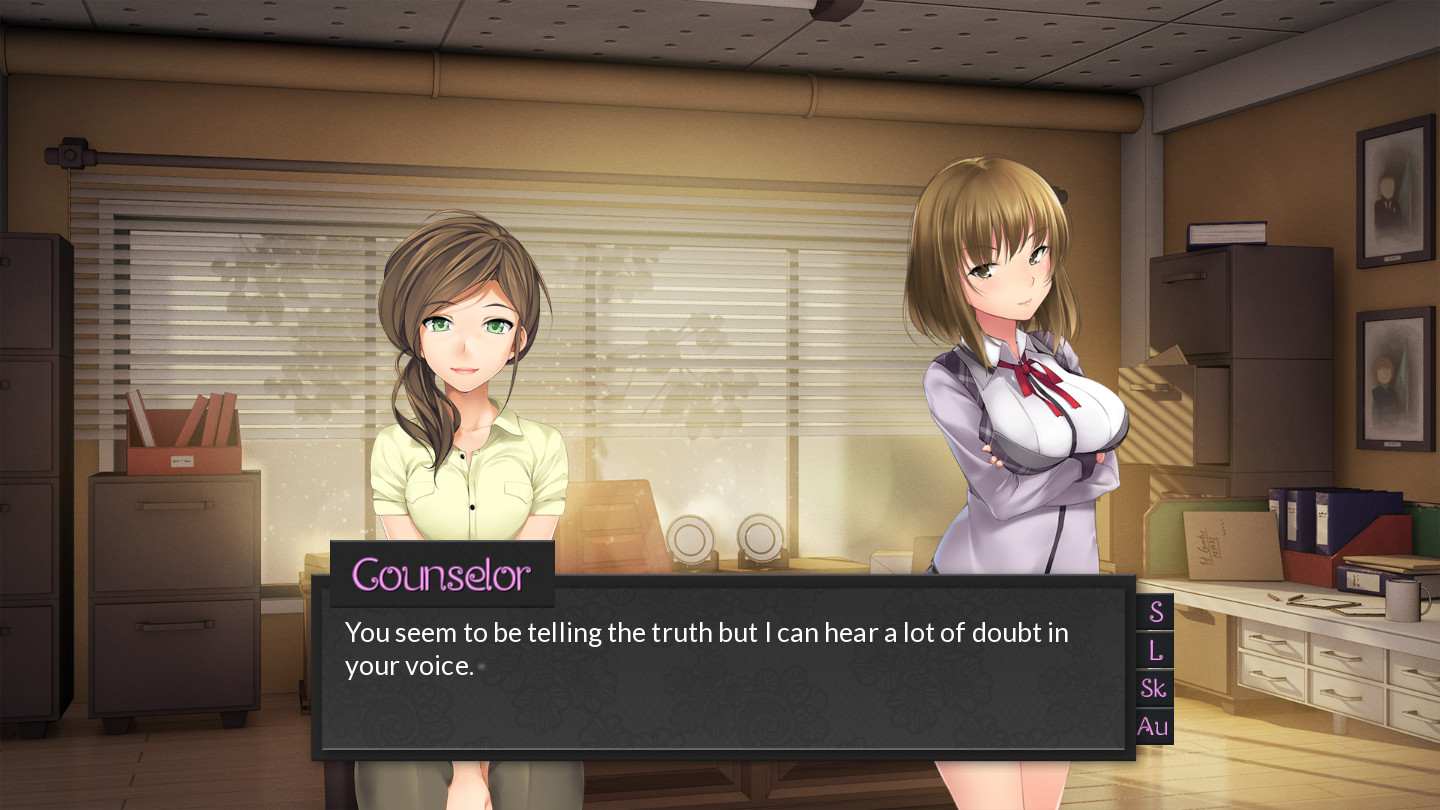 Counselor
You seem to be telling the truth but I can hear a lot of doubt in
your voice.
S
L
Sk
Au